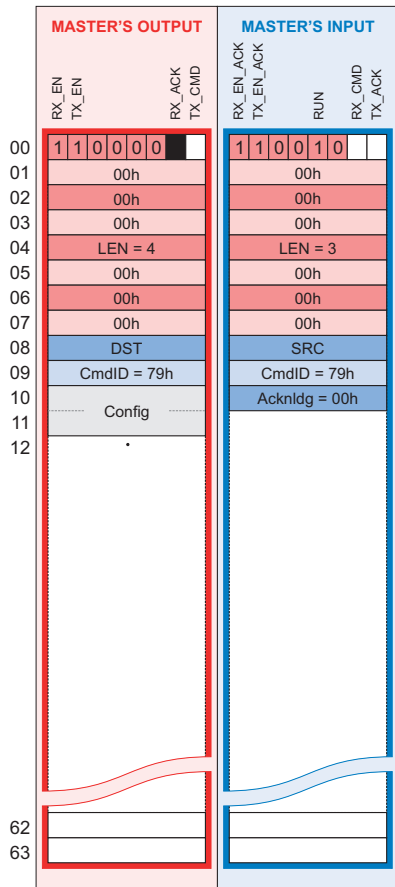 MASTER'S OUTPUT MASTER'S INPUT
RX_EN TX_EN RX_ACK TX_CMD RX_EN_ACK TX_EN_ACK RUN RX_CMD TX_ACK
00 1 1 0 0 0 0 1 1 0 0 1 0
01 00h 00h
02 00h 00h
03 00h 00h
04 LEN = 4 LEN = 3
05 00h 00h
06 00h 00h
07 00h 00h
08 DST SRC
09 CmdID = 79h CmdID = 79h
10 Acknldg = 00h
Config
11
12
62
63